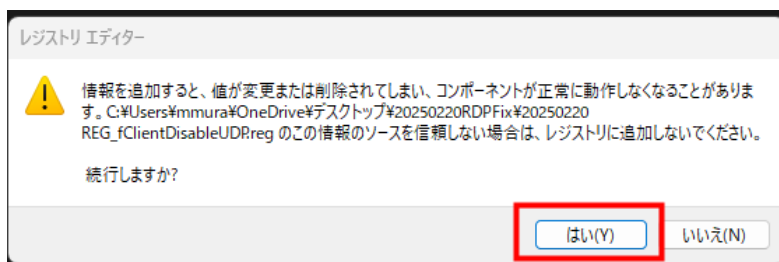 レジストリ エディター
情報を追加すると、値が変更または削除されてしまい、コンポーネントが正常に動作しなくなることがありま
す。C:¥Users¥mmura¥OneDrive¥デスクトップ¥20250220RDPFix¥20250220
REG_fClientDisableUDP.reg のこの情報のソースを信頼しない場合は、レジストリに追加しないでください。
続行しますか?
はい(Y)
いいえ(N)